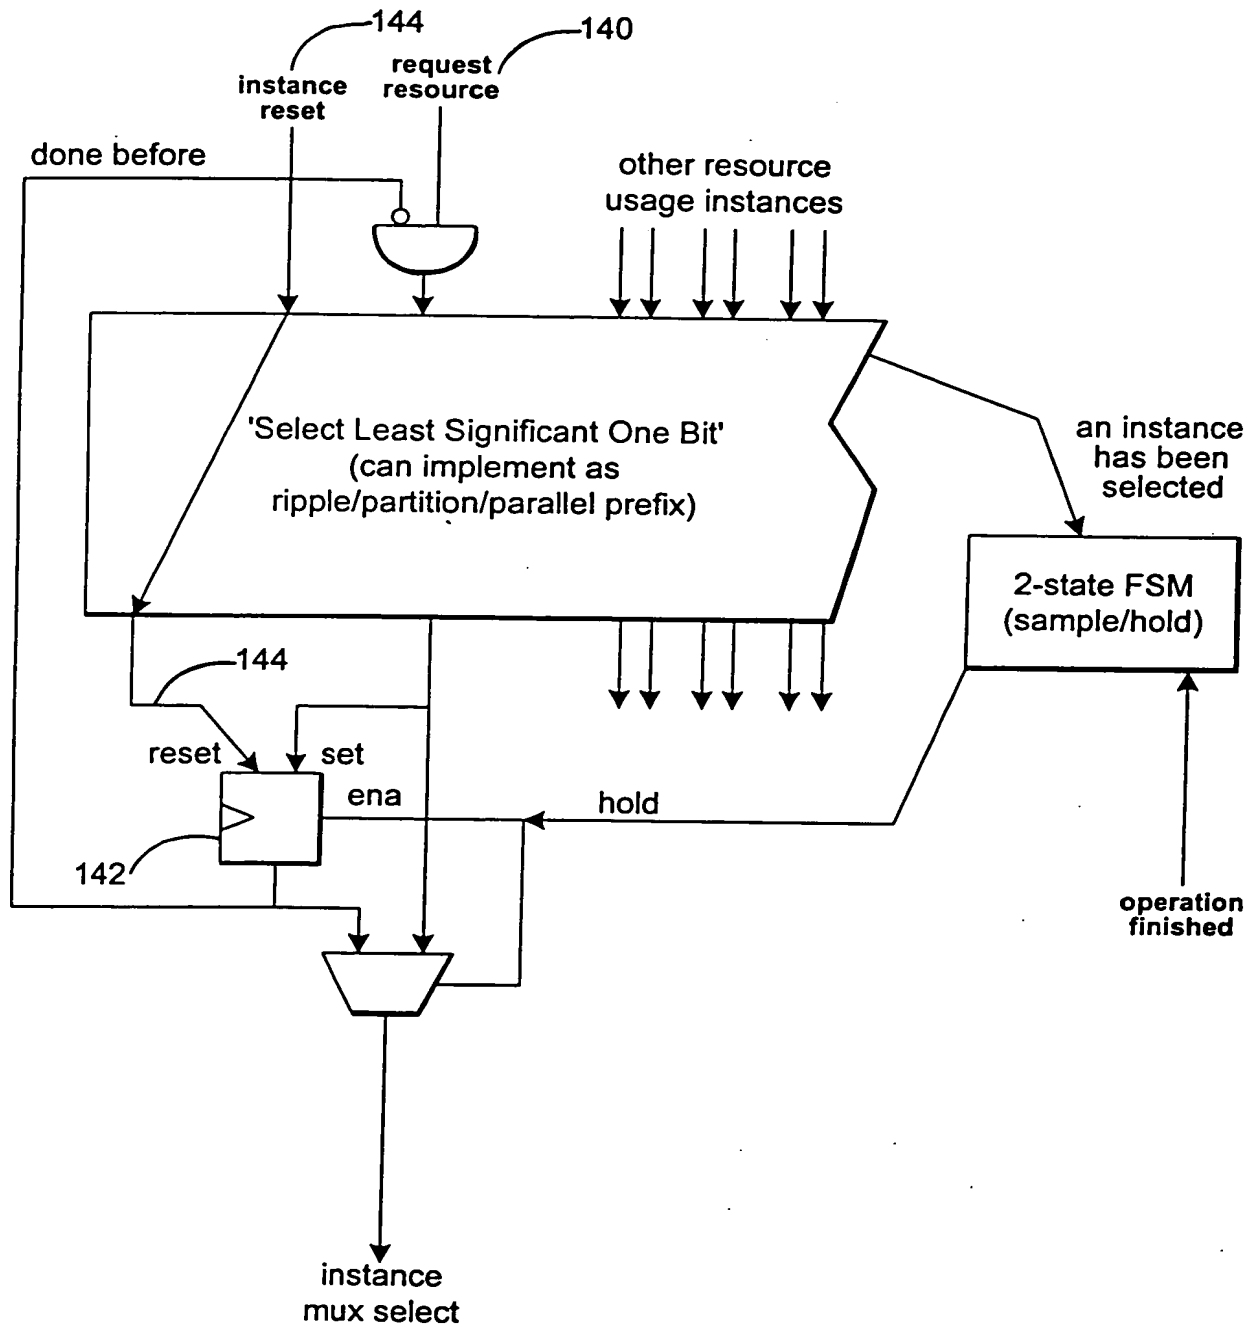 144
140
instance
reset
request
resource
done before
other resource
usage instances
'Select Least Significant One Bit'
(can implement as
ripple/partition/parallel prefix)
an instance
has been
selected
2-state FSM
(sample/hold)
144
reset
set
ena
hold
142
operation
finished
instance
mux select